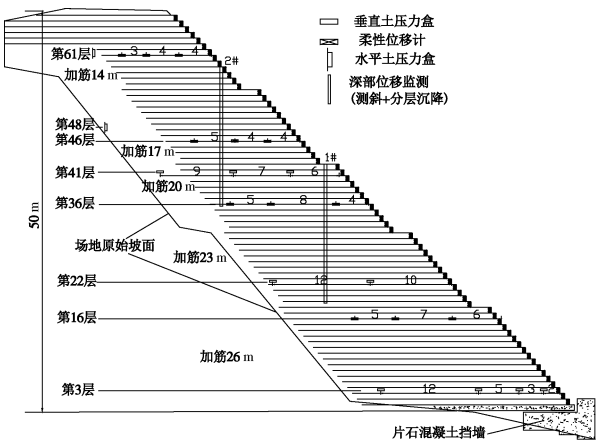 垂直土压力盒
柔性位移计
水平土压力盒
深部位移监测
(测斜+分层沉降)
第61层 3 4 4
2#
加筋14 m
第48层
第46层 5 4 4
加筋17 m
1#
第41层 9 7 6
加筋20 m
第36层 5 8 4
50 m
场地原始坡面
加筋23 m
第22层 12 10
第16层 5 7 6
加筋26 m
第3层 12 5 3 2
片石混凝土挡墙